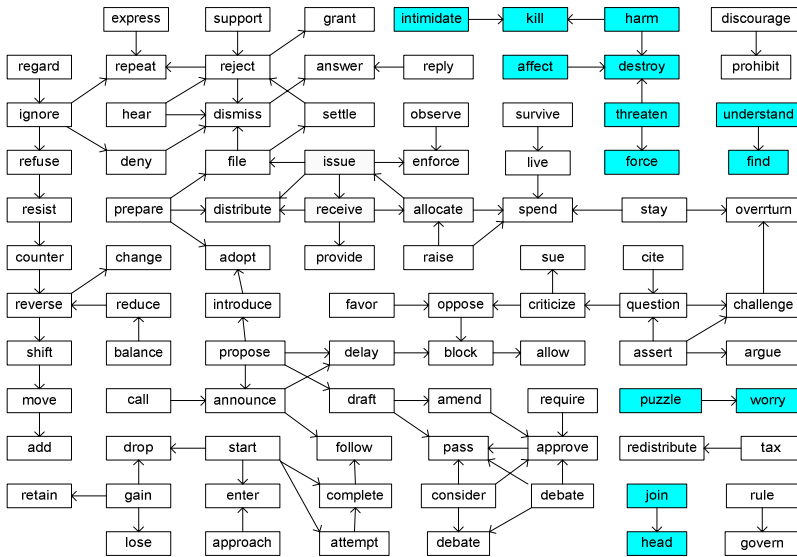 express
support
grant
intimidate
kill
harm
discourage
regard
repeat
reject
answer
reply
affect
destroy
prohibit
ignore
hear
dismiss
settle
observe
survive
threaten
understand
refuse
deny
file
issue
enforce
live
force
find
resist
prepare
distribute
receive
allocate
spend
stay
overrturn
counter
change
adopt
provide
raise
sue
cite
reverse
reduce
introduce
favor
oppose
criticize
question
challenge
shift
balance
propose
delay
block
allow
assert
argue
move
call
announce
draft
amend
require
puzzle
worry
add
drop
start
follow
pass
approve
redistribute
tax
retain
gain
enter
complete
consider
debate
join
rule
lose
approach
attempt
debate
head
govern